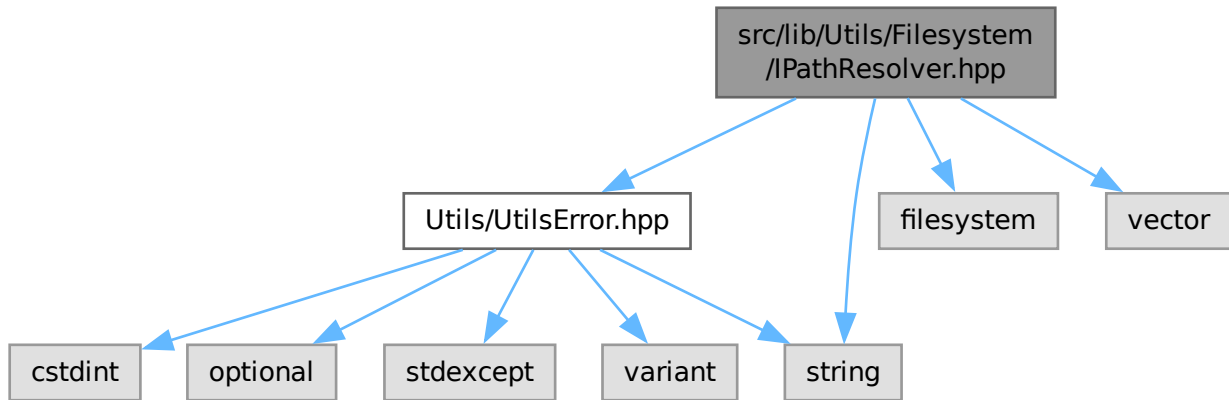 src/lib/Utils/Filesystem
/IPathResolver.hpp
Utils/UtilsError.hpp
filesystem
vector
cstdint
optional
stdexcept
variant
string